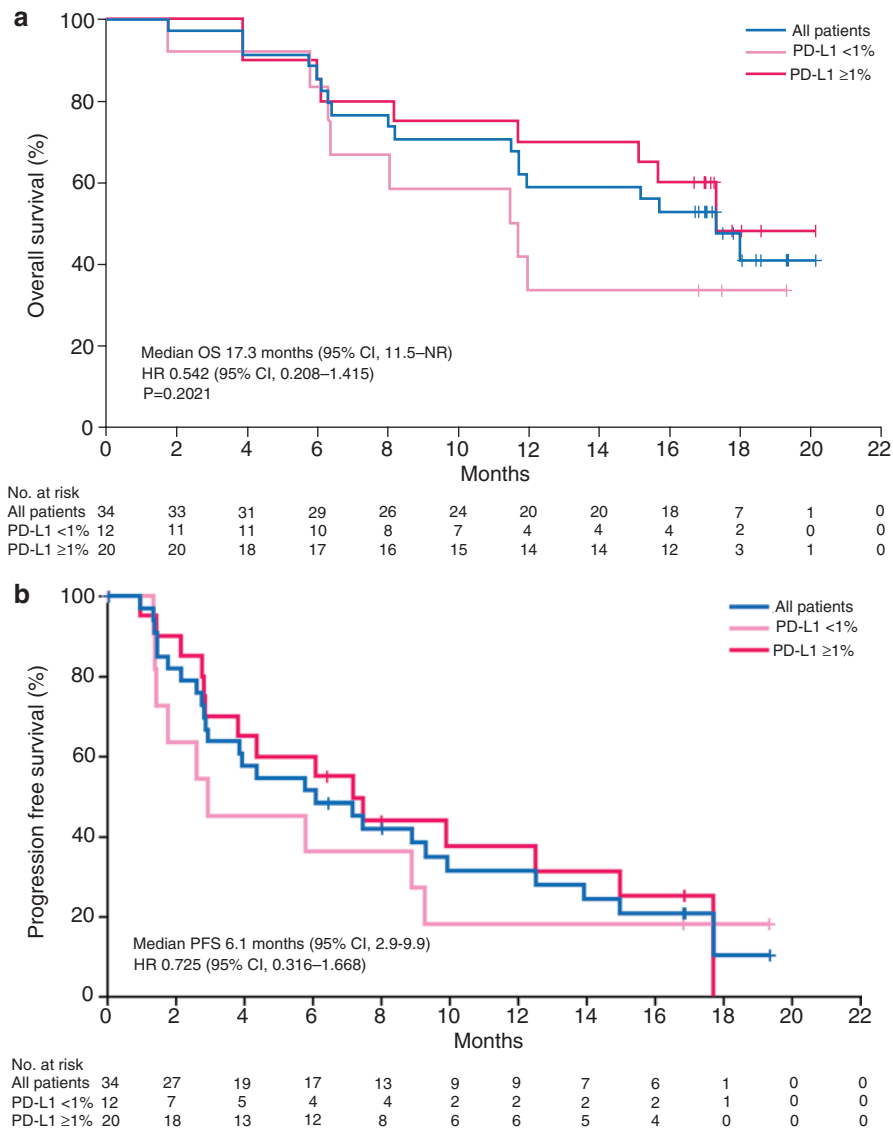 a
All patients
PD-L1 <1%
PD-L1 ≥1%
Overall survival (%)
100
80
60
40
20
0
Median OS 17.3 months (95% CI, 11.5–NR)
HR 0.542 (95% CI, 0.208–1.415)
P=0.2021
0 2 4 6 8 10 12 14 16 18 20 22
Months
No. at risk
All patients 34 33 31 29 26 24 20 20 18 7 1 0
PD-L1 <1% 12 11 11 10 8 7 4 4 4 2 0 0
PD-L1 ≥1% 20 20 18 17 16 15 14 14 12 3 1 0
b
All patients
PD-L1 <1%
PD-L1 ≥1%
Progression free survival (%)
100
80
60
40
20
0
Median PFS 6.1 months (95% CI, 2.9-9.9)
HR 0.725 (95% CI, 0.316–1.668)
0 2 4 6 8 10 12 14 16 18 20 22
Months
No. at risk
All patients 34 27 19 17 13 9 9 7 6 1 0 0
PD-L1 <1% 12 7 5 4 4 2 2 2 2 1 0 0
PD-L1 ≥1% 20 18 13 12 8 6 6 5 4 0 0 0